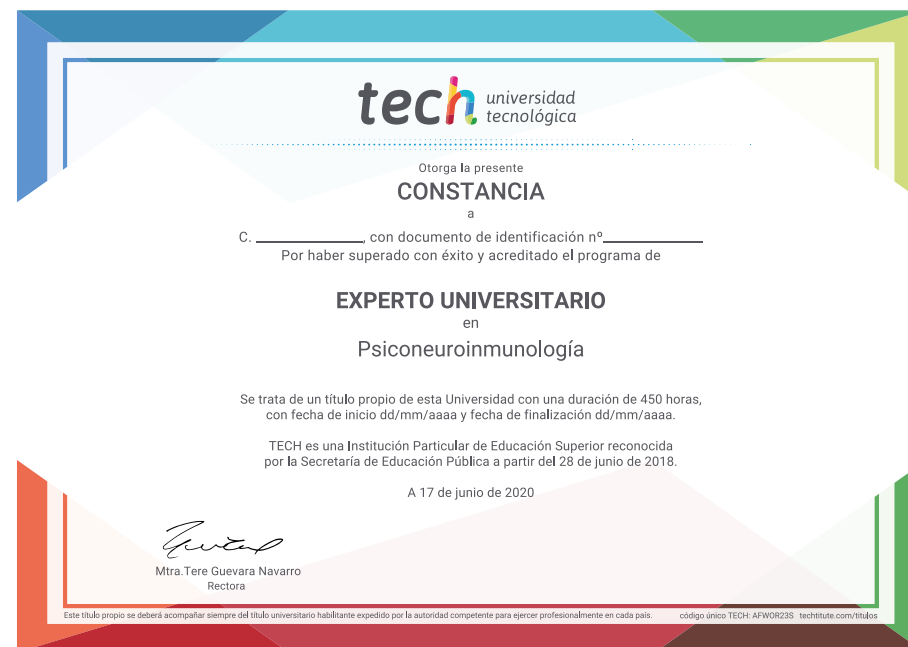 tech universidad
tecnológica
Otorga la presente
CONSTANCIA
a
C. ____________, con documento de identificación nº____________
Por haber superado con éxito y acreditado el programa de
EXPERTO UNIVERSITARIO
en
Psiconeuroinmunología
Se trata de un título propio de esta Universidad con una duración de 450 horas,
con fecha de inicio dd/mm/aaaa y fecha de finalización dd/mm/aaaa.
TECH es una Institución Particular de Educación Superior reconocida
por la Secretaría de Educación Pública a partir del 28 de junio de 2018.
A 17 de junio de 2020
Mtra.Tere Guevara Navarro
Rectora
Este título propio se deberá acompañar siempre del título universitario habilitante expedido por la autoridad competente para ejercer profesionalmente en cada país. código único TECH: AFWOR23S techtitute.com/titulos